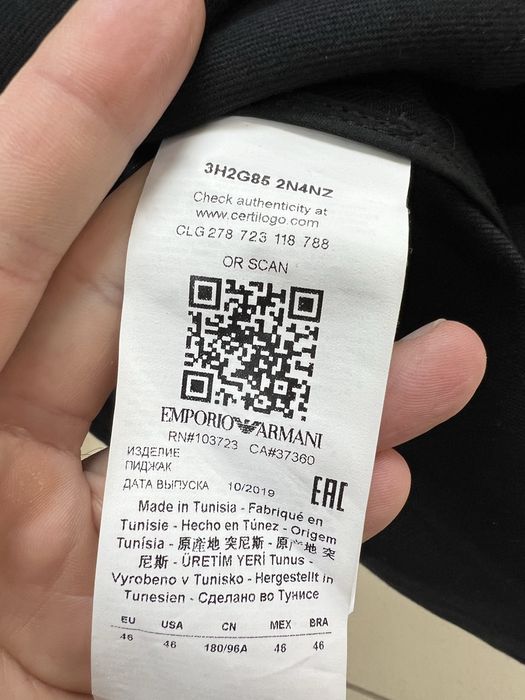 3H2G85 2N4NZ
Check authenticity at
www.certilogo.com
CLG 278 723 118 788
OR SCAN
EMPORIO ARMANI
RN#103723 CA#37360
ИЗДЕЛИЕ
ПИДЖАК
ДАТА ВЫПУСКА 10/2019 EAC
Made in Tunisia - Fabriqué en
Tunisie - Hecho en Túnez - Origem
Tunísia - 原产地 突尼斯 - 原产地 突
尼斯 - ÜRETİM YERİ Tunus -
Vyrobeno v Tunisko - Hergestellt in
Tunesien - Сделано во Тунисе
EU USA CN MEX BRA
46 46 180/96A 46 46